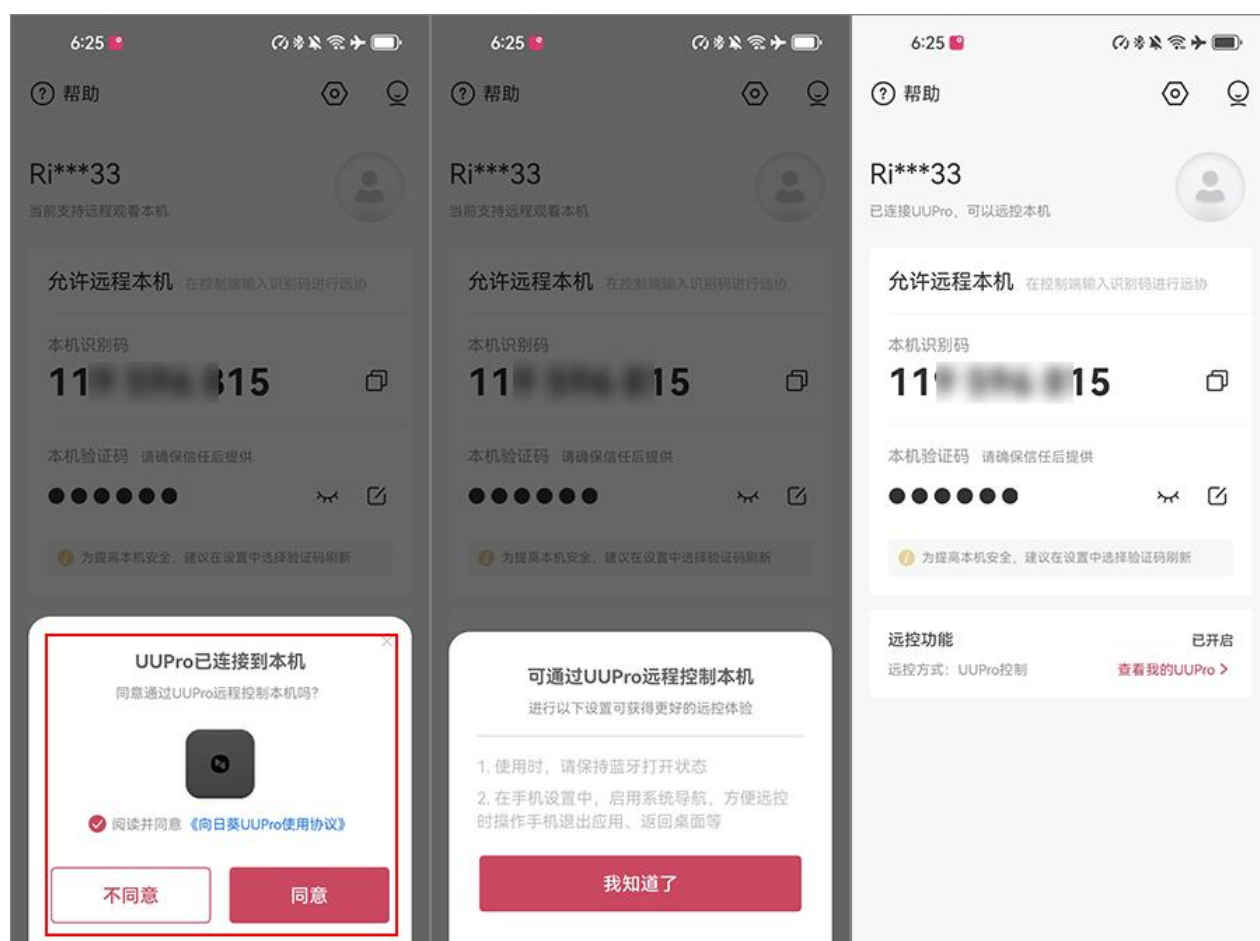 6:25
帮助
Ri***33
当前支持远程观看本机
允许远程本机 在控制端输入识别码进行远协
本机识别码
11 815
本机验证码 请确保信任后提供
为提高本机安全，建议在设置中选择验证码刷新
UUPro已连接到本机
同意通过UUPro远程控制本机吗?
阅读并同意《向日葵UUPro使用协议》
不同意 同意
6:25
帮助
Ri***33
当前支持远程观看本机
允许远程本机 在控制端输入识别码进行远协
本机识别码
11 15
本机验证码 请确保信任后提供
为提高本机安全，建议在设置中选择验证码刷新
可通过UUPro远程控制本机
进行以下设置可获得更好的远控体验
1. 使用时，请保持蓝牙打开状态
2. 在手机设置中，启用系统导航，方便远控
时操作手机退出应用、返回桌面等
我知道了
6:25
帮助
Ri***33
已连接UUPro，可以远控本机
允许远程本机 在控制端输入识别码进行远协
本机识别码
11 15
本机验证码 请确保信任后提供
为提高本机安全，建议在设置中选择验证码刷新
远控功能 已开启
远控方式：UUPro控制 查看我的UUPro >